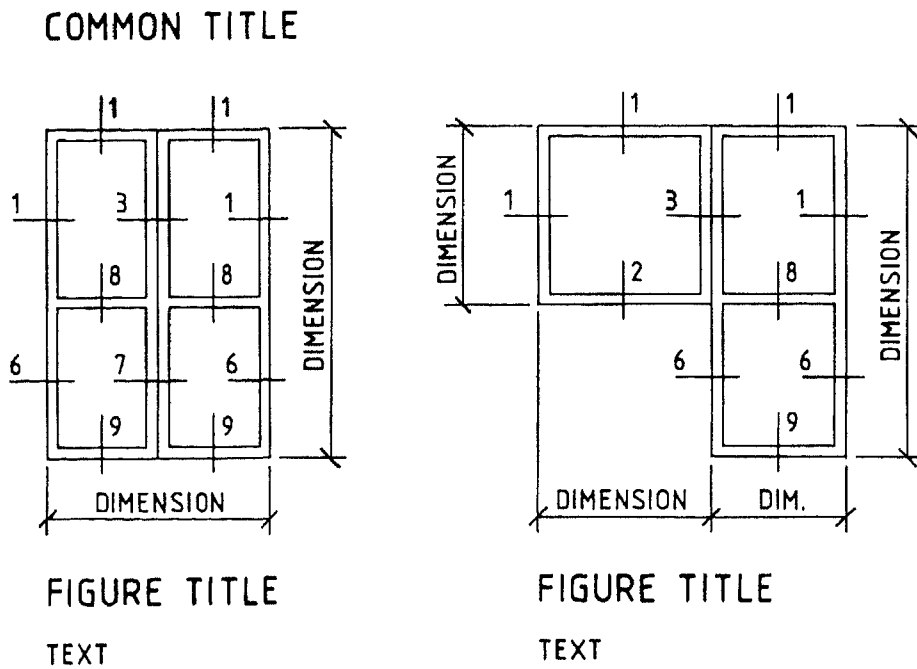 COMMON TITLE
1 1
1 3 1
8 8
6 7 6
9 9
DIMENSION
DIMENSION
FIGURE TITLE
TEXT
1 1
DIMENSION
1 3 1
2 8
DIMENSION
6 6
9
DIMENSION DIM.
FIGURE TITLE
TEXT